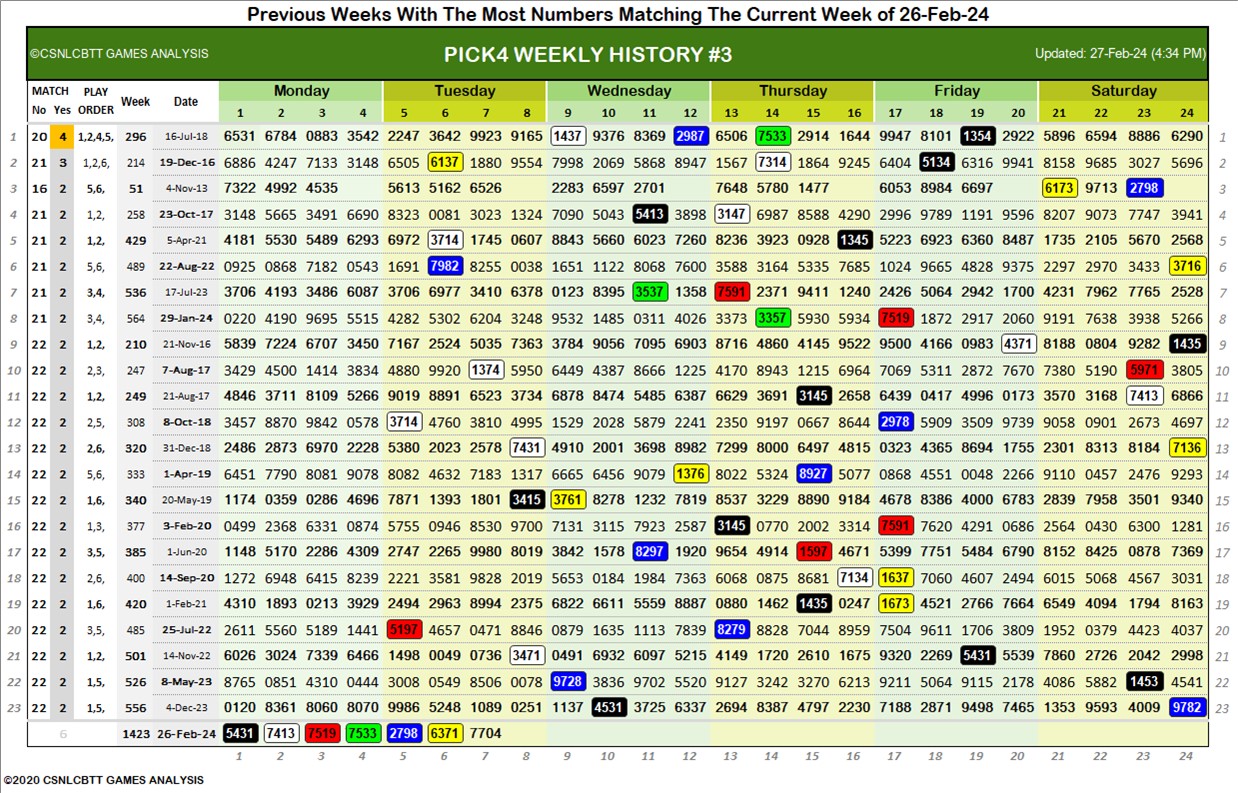 Previous Weeks With The Most Numbers Matching The Current Week of 26-Feb-24
©CSNLCBTT GAMES ANALYSIS PICK4 WEEKLY HISTORY #3 Updated: 27-Feb-24 (4:34 PM)
MATCH PLAY Week Date Monday Tuesday Wednesday Thursday Friday Saturday
No Yes ORDER 1 2 3 4 5 6 7 8 9 10 11 12 13 14 15 16 17 18 19 20 21 22 23 24
1 20 4 1,2,4,5, 296 16-Jul-18 6531 6784 0883 3542 2247 3642 9923 9165 1437 9376 8369 2987 6506 7533 2914 1644 9947 8101 1354 2922 5896 6594 8886 6290 1
2 21 3 1,2,6, 214 19-Dec-16 6886 4247 7133 3148 6505 6137 1880 9554 7998 2069 5868 8947 1567 7314 1864 9245 6404 5134 6316 9941 8158 9685 3027 5696 2
3 16 2 5,6, 51 4-Nov-13 7322 4992 4535 5613 5162 6526 2283 6597 2701 7648 5780 1477 6053 8984 6697 6173 9713 2798 3
4 21 2 1,2, 258 23-Oct-17 3148 5665 3491 6690 8323 0081 3023 1324 7090 5043 5413 3898 3147 6987 8588 4290 2996 9789 1191 9596 8207 9073 7747 3941 4
5 21 2 1,2, 429 5-Apr-21 4181 5530 5489 6293 6972 3714 1745 0607 8843 5660 6023 7260 8236 3923 0928 1345 5223 6923 6360 8487 1735 2105 5670 2568 5
6 21 2 5,6, 489 22-Aug-22 0925 0868 7182 0543 1691 7982 8255 0038 1651 1122 8068 7600 3588 3164 5335 7685 1024 9665 4828 9375 2297 2970 3433 3716 6
7 21 2 3,4, 536 17-Jul-23 3706 4193 3486 6087 3706 6977 3410 6378 0123 8395 3537 1358 7591 2371 9411 1240 2426 5064 2942 1700 4231 7962 7765 2528 7
8 21 2 3,4, 564 29-Jan-24 0220 4190 9695 5515 4282 5302 6204 3248 9532 1485 0311 4026 3373 3357 5930 5934 7519 1872 2917 2060 9191 7638 3938 5266 8
9 22 2 1,2, 210 21-Nov-16 5839 7224 6707 3450 7167 2524 5035 7363 3784 9056 7095 6903 8716 4860 4145 9522 9500 4166 0983 4371 8188 0804 9282 1435 9
10 22 2 2,3, 247 7-Aug-17 3429 4500 1414 3834 4880 9920 1374 5950 6449 4387 8666 1225 4170 8943 1215 6964 7069 5311 2872 7670 7380 5190 5971 3805 10
11 22 2 1,2, 249 21-Aug-17 4846 3711 8109 5266 9019 8891 6523 3734 6878 8474 5485 6387 6629 3691 3145 2658 6439 0417 4996 0173 3570 3168 7413 6866 11
12 22 2 2,5, 308 8-Oct-18 3457 8870 9842 0578 3714 4760 3810 4995 1529 2028 5879 2241 2350 9197 0667 8644 2978 5909 3509 9739 9058 0901 2673 4697 12
13 22 2 2,6, 320 31-Dec-18 2486 2873 6970 2228 5380 2023 2578 7431 4910 2001 3698 8982 7299 8000 6497 4815 0323 4365 8694 1755 2301 8313 8184 7136 13
14 22 2 5,6, 333 1-Apr-19 6451 7790 8081 9078 8082 4632 7183 1317 6665 6456 9079 1376 8022 5324 8927 5077 0868 4551 0048 2266 9110 0457 2476 9293 14
15 22 2 1,6, 340 20-May-19 1174 0359 0286 4696 7871 1393 1801 3415 3761 8278 1232 7819 8537 3229 8890 9184 4678 8386 4000 6783 2839 7958 3501 9340 15
16 22 2 1,3, 377 3-Feb-20 0499 2368 6331 0874 5755 0946 8530 9700 7131 3115 7923 2587 3145 0770 2002 3314 7591 7620 4291 0686 2564 0430 6300 1281 16
17 22 2 3,5, 385 1-Jun-20 1148 5170 2286 4309 2747 2265 9980 8019 3842 1578 8297 1920 9654 4914 1597 4671 5399 7751 5484 6790 8152 8425 0878 7369 17
18 22 2 2,6, 400 14-Sep-20 1272 6948 6415 8239 2221 3581 9828 2019 5653 0184 1984 7363 6068 0875 8681 7134 1637 7060 4607 2494 6015 5068 4567 3031 18
19 22 2 1,6, 420 1-Feb-21 4310 1893 0213 3929 2494 2963 8994 2375 6822 6611 5559 8887 0880 1462 1435 0247 1673 4521 2766 7664 6549 4094 1794 8163 19
20 22 2 3,5, 485 25-Jul-22 2611 5560 5189 1441 5197 4657 0471 8846 0879 1635 1113 7839 8279 8828 7044 8959 7504 9611 1706 3809 1952 0379 4423 4037 20
21 22 2 1,2, 501 14-Nov-22 6026 3024 7339 6466 1498 0049 0736 3471 0491 6932 6097 5215 4149 1720 2610 1675 9320 2269 5431 5539 7860 2726 2042 2998 21
22 22 2 1,5, 526 8-May-23 8765 0851 4310 0444 3008 0549 8506 0078 9728 3836 9702 5520 9127 3242 3270 6213 9211 5064 9115 2178 4086 5882 1453 4541 22
23 22 2 1,5, 556 4-Dec-23 0120 8361 8060 8070 9986 5248 1089 0251 1137 4531 3725 6337 2694 8387 4797 2230 7188 2871 9498 7465 1353 9593 4009 9782 23
6 1423 26-Feb-24 5431 7413 7519 7533 2798 6371 7704
1 2 3 4 5 6 7 8 9 10 11 12 13 14 15 16 17 18 19 20 21 22 23 24
©2020 CSNLCBTT GAMES ANALYSIS